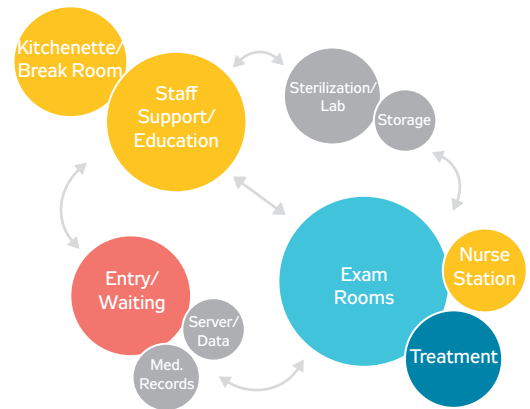 Kitchenette/
Break Room
Staff
Support/
Education
Sterilization/
Lab
Storage
Entry/
Waiting
Server/
Data
Med.
Records
Exam
Rooms
Nurse
Station
Treatment